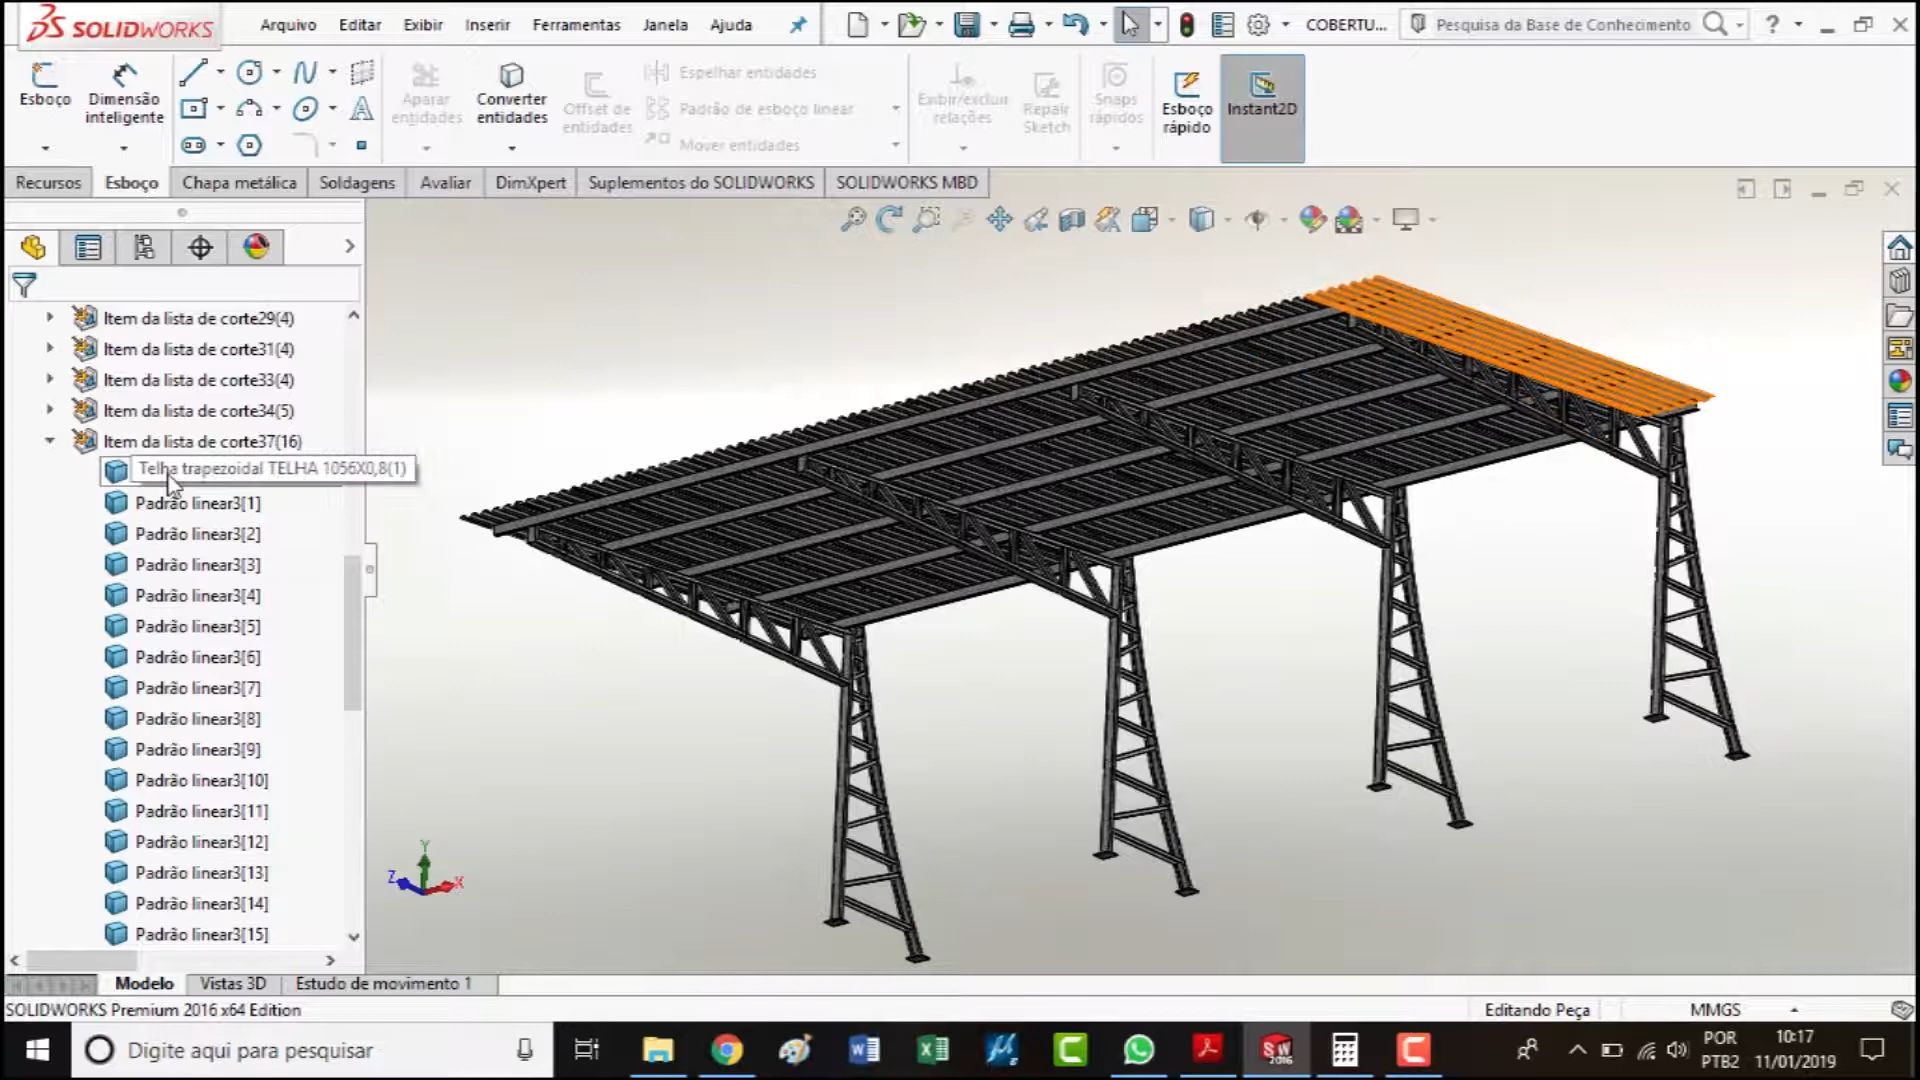 SOLIDWORKS
Arquivo
Editar
Exibir
Inserir
Ferramentas
Janela
Ajuda
COBERTU...
Pesquisa da Base de Conhecimento
Esboço
Dimensão
inteligente
Aparar
entidades
Converter
entidades
Offset de
entidades
Espelhar entidades
Padrão de esboço linear
Mover entidades
Exibir/excluir
relações
Repair
Sketch
Snaps
rápidos
Esboço
rápido
Instant2D
Recursos
Esboço
Chapa metálica
Soldagens
Avaliar
DimXpert
Suplementos do SOLIDWORKS
SOLIDWORKS MBD
Item da lista de corte29(4)
Item da lista de corte31(4)
Item da lista de corte33(4)
Item da lista de corte34(5)
Item da lista de corte37(16)
Telha trapezoidal TELHA 1056X0,8(1)
Padrão linear3[1]
Padrão linear3[2]
Padrão linear3[3]
Padrão linear3[4]
Padrão linear3[5]
Padrão linear3[6]
Padrão linear3[7]
Padrão linear3[8]
Padrão linear3[9]
Padrão linear3[10]
Padrão linear3[11]
Padrão linear3[12]
Padrão linear3[13]
Padrão linear3[14]
Padrão linear3[15]
Y
Z
X
Modelo
Vistas 3D
Estudo de movimento 1
SOLIDWORKS Premium 2016 x64 Edition
Editando Peça
MMGS
Digite aqui para pesquisar
SW
2016
POR
PTB2
10:17
11/01/2019